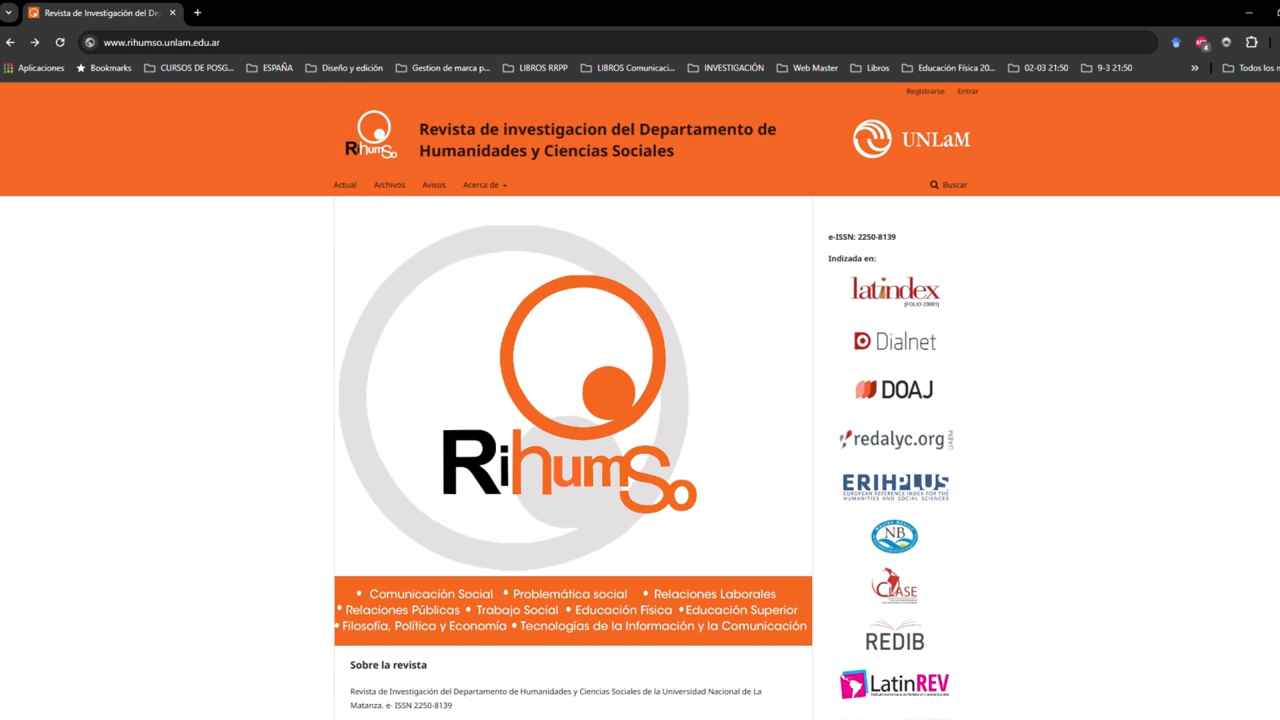 Revista de Investigación del De
www.rihumso.unlam.edu.ar
4
Aplicaciones
Bookmarks
CURSOS DE POSG...
ESPAÑA
Diseño y edición
Gestion de marca p...
LIBROS RRPP
LIBROS Comunicaci...
INVESTIGACIÓN
Web Master
Libros
Educación Física 20...
02-03 21:50
9-3 21:50
»
Todos los m
Registrarse
Entrar
RihumSo
Revista de investigacion del Departamento de
Humanidades y Ciencias Sociales
UNLaM
Actual
Archivos
Avisos
Acerca de
Buscar
RihumSo
• Comunicación Social • Problemática social • Relaciones Laborales
• Relaciones Públicas • Trabajo Social • Educación Física • Educación Superior
• Filosofía, Política y Economía • Tecnologías de la Información y la Comunicación
Sobre la revista
Revista de Investigación del Departamento de Humanidades y Ciencias Sociales de la Universidad Nacional de La
Matanza. e- ISSN 2250-8139
e-ISSN: 2250-8139
Indizada en:
latindex
Dialnet
DOAJ
redalyc.org
UAEM
ERIHPLUS
EUROPEAN REFERENCE INDEX FOR THE
HUMANITIES AND SOCIAL SCIENCES
NB
CLASE
REDIB
LatinREV